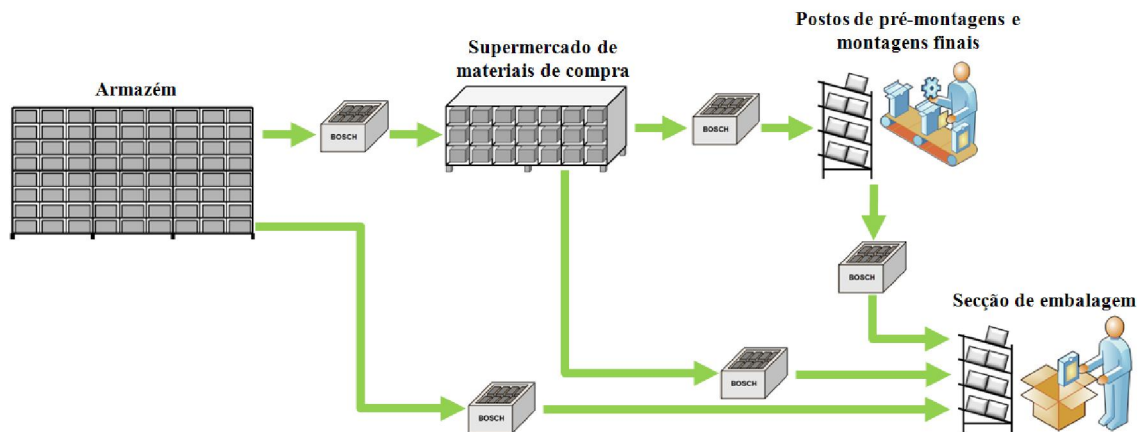 Armazém
Supermercado de
materiais de compra
Postos de pré-montagens e
montagens finais
BOSCH
BOSCH
BOSCH
Secção de embalagem
BOSCH
BOSCH